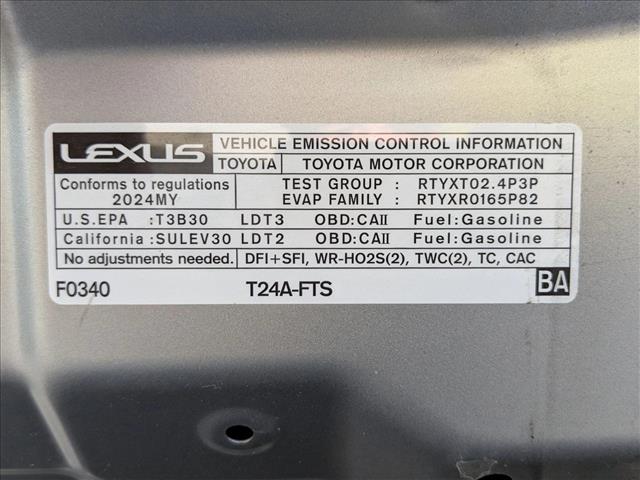 LEXUS VEHICLE EMISSION CONTROL INFORMATION
TOYOTA TOYOTA MOTOR CORPORATION
Conforms to regulations TEST GROUP : RTYXT02.4P3P
2024MY EVAP FAMILY : RTYXR0165P82
U.S.EPA :T3B30 LDT3 OBD:CAII Fuel:Gasoline
California :SULEV30 LDT2 OBD:CAII Fuel:Gasoline
No adjustments needed. DFI+SFI, WR-HO2S(2), TWC(2), TC, CAC
F0340 T24A-FTS BA